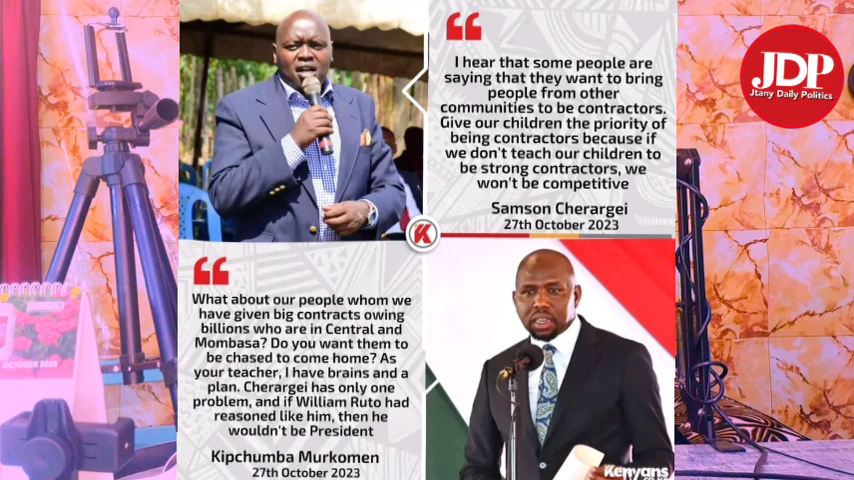 I hear that some people are
saying that they want to bring
people from other
communities to be contractors.
Give our children the priority of
being contractors because if
we don't teach our children to
be strong contractors, we
won't be competitive
Samson Cherargei
27th October 2023
K
What about our people whom we
have given big contracts owing
billions who are in Central and
Mombasa? Do you want them to
be chased to come home? As
your teacher, I have brains and a
plan. Cherargei has only one
problem, and if William Ruto had
reasoned like him, then he
wouldn't be President
Kipchumba Murkomen
27th October 2023
Kenyans
.co.ke
JDP
Jtany Daily Politics